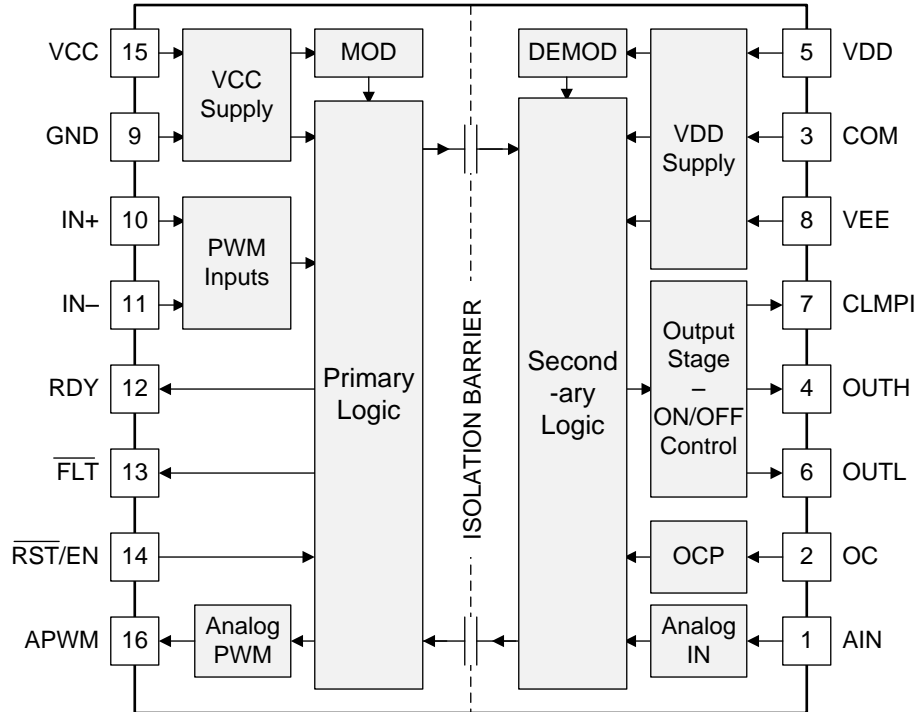 VCC
15
VCC
Supply
MOD
DEMOD
VDD
Supply
5
VDD
GND
9
3
COM
IN+
10
PWM
Inputs
8
VEE
IN–
11
7
CLMPI
Primary
Logic
ISOLATION BARRIER
Second
-ary
Logic
Output
Stage
–
ON/OFF
Control
RDY
12
4
OUTH
FLT
13
6
OUTL
RST/EN
14
OCP
2
OC
APWM
16
Analog
PWM
Analog
IN
1
AIN